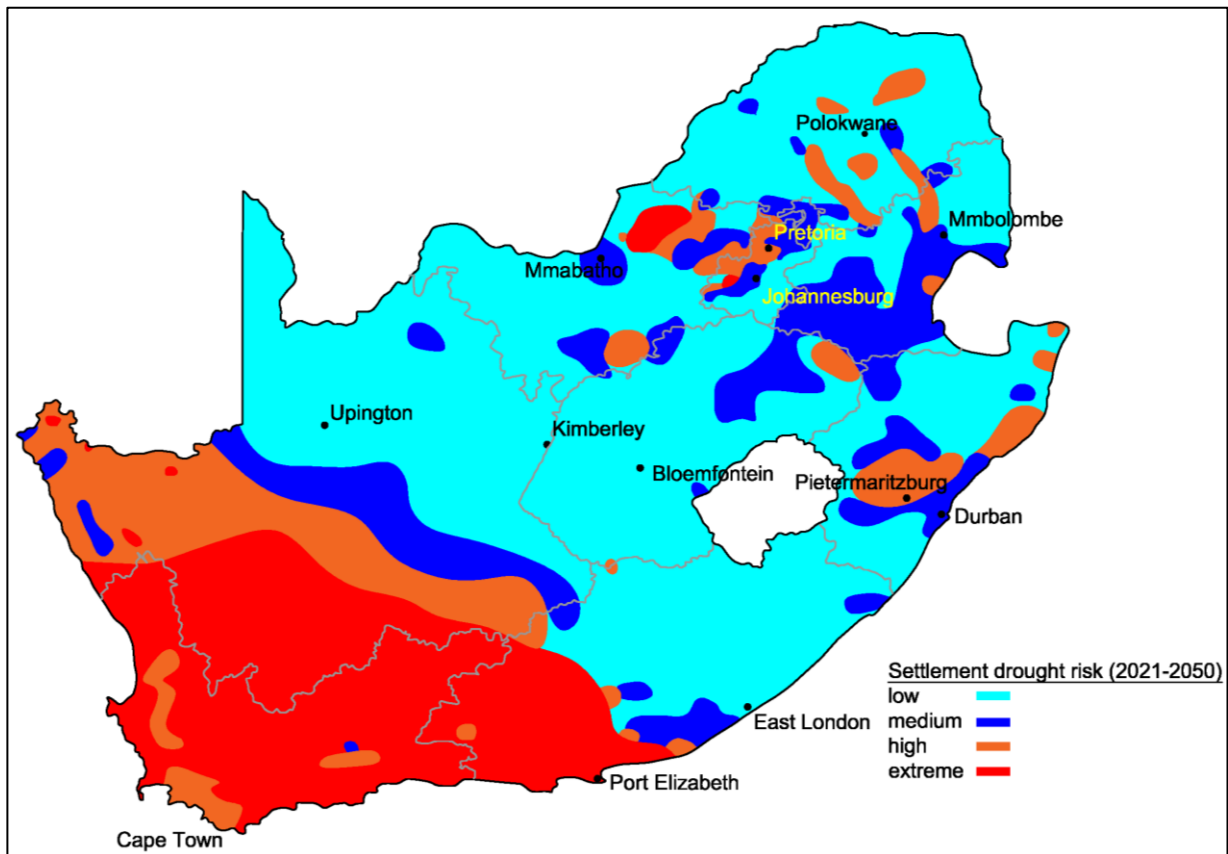 Polokwane
Mmbolombe
Pretoria
Mmabatho
Johannesburg
Upington
Kimberley
Bloemfontein
Pietermaritzburg
Durban
Settlement drought risk (2021-2050)
low
medium
high
extreme
East London
Port Elizabeth
Cape Town